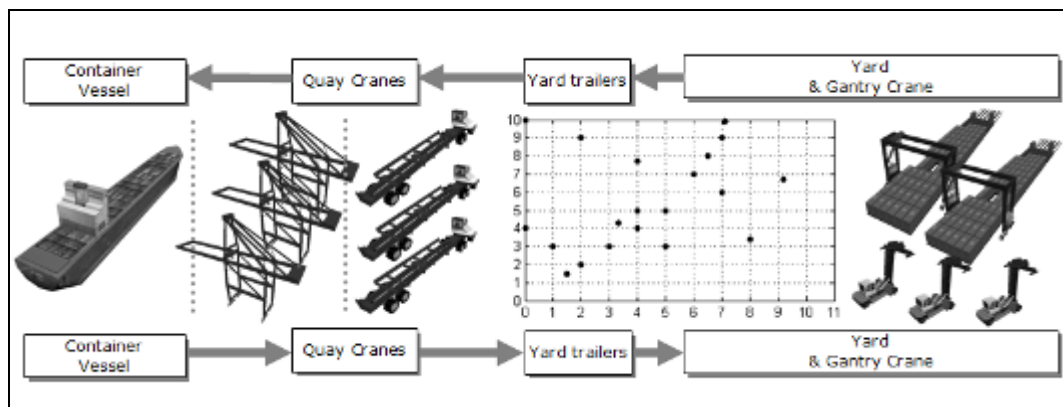 Container
Vessel
Quay Cranes
Yard trailers
Yard
& Gantry Crane
10
9
8
7
6
5
4
3
2
1
0
0 1 2 3 4 5 6 7 8 9 10 11
Container
Vessel
Quay Cranes
Yard trailers
Yard
& Gantry Crane